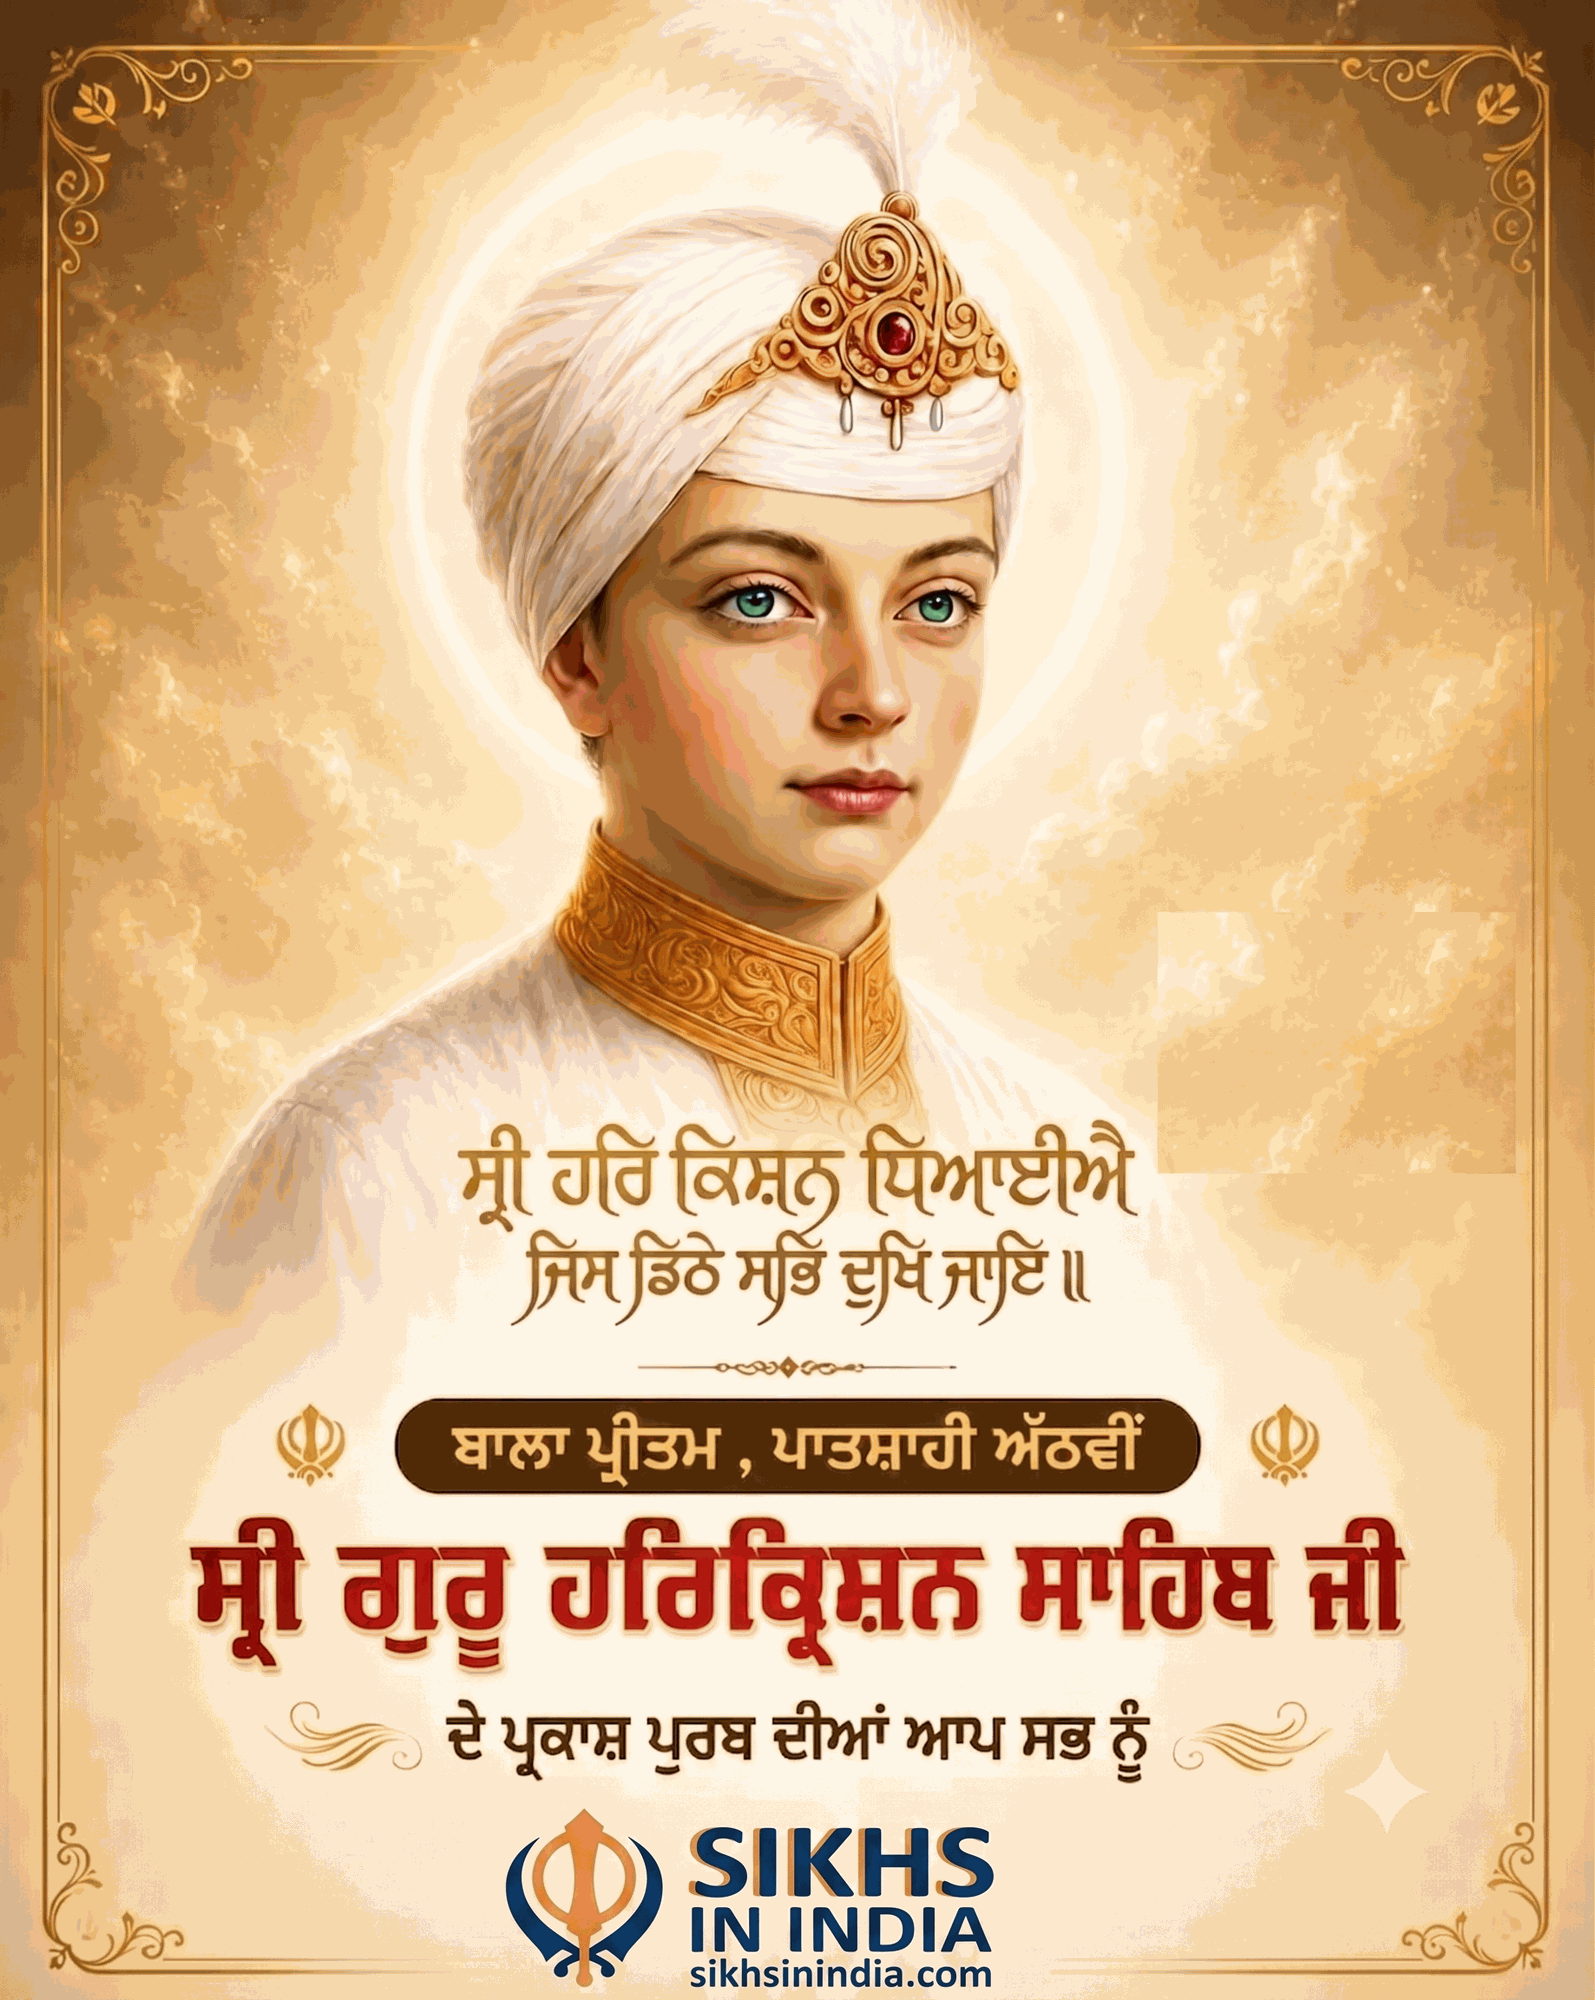 ਸ੍ਰੀ ਹਰਿ ਕਿਸ਼ਨ ਧਿਆਈਐ
ਜਿਸ ਡਿਠੇ ਸਭਿ ਦੁਖਿ ਜਾਇ॥
ਬਾਲਾ ਪ੍ਰੀਤਮ , ਪਾਤਸ਼ਾਹੀ ਅੱਠਵੀਂ
ਸ੍ਰੀ ਗੁਰੂ ਹਰਿਕ੍ਰਿਸ਼ਨ ਸਾਹਿਬ ਜੀ
ਦੇ ਪ੍ਰਕਾਸ਼ ਪੁਰਬ ਦੀਆਂ ਆਪ ਸਭ ਨੂੰ
SIKHS
IN INDIA
sikhsinindia.com